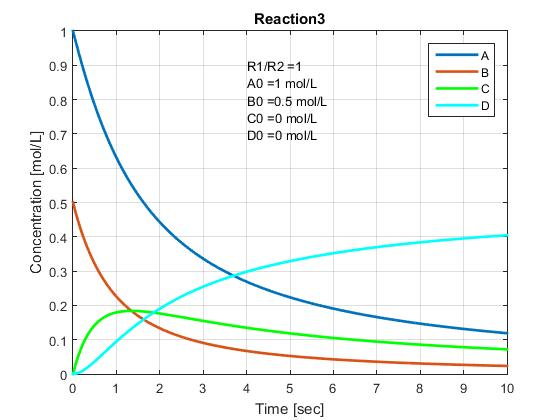 Reaction3
R1/R2 =1
A0 =1 mol/L
B0 =0.5 mol/L
C0 =0 mol/L
D0 =0 mol/L
A
B
C
D
Concentration [mol/L]
1
0.9
0.8
0.7
0.6
0.5
0.4
0.3
0.2
0.1
0
0 1 2 3 4 5 6 7 8 9 10
Time [sec]